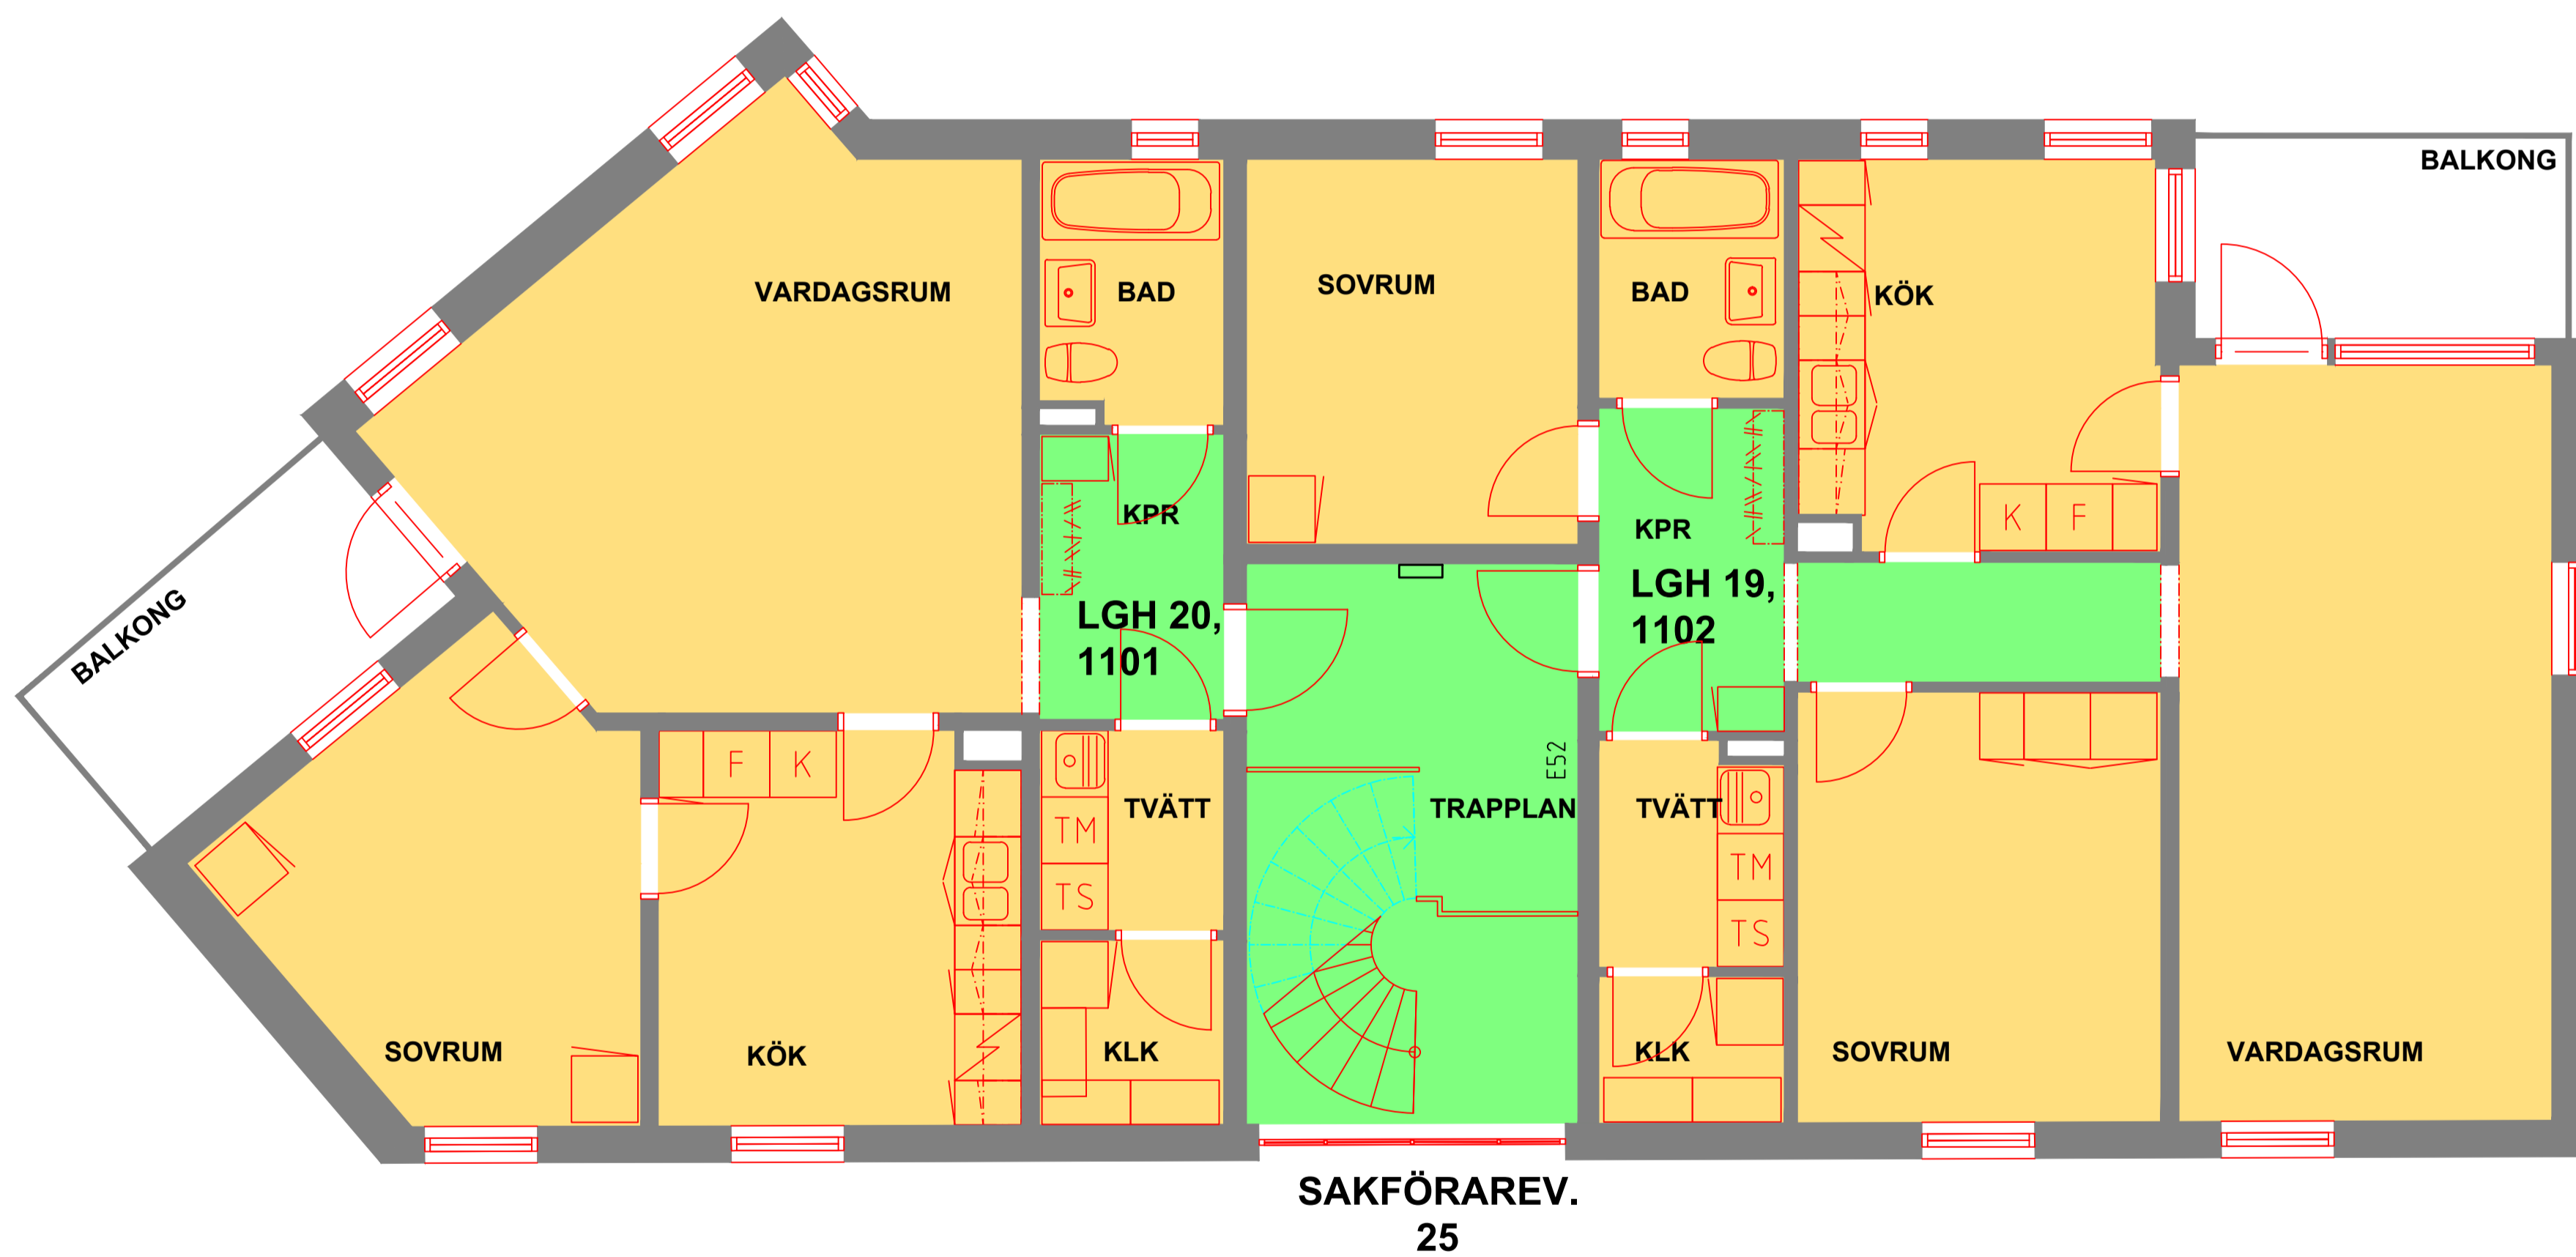 BALKONG
VARDAGSRUM
BAD
SOVRUM
BAD
KÖK
K F
KPR
KPR
LGH 20,
1101
LGH 19,
1102
BALKONG
F K
TVÄTT
TM
TS
E52
TRAPPLAN
TVÄTT
TM
TS
SOVRUM
KÖK
KLK
KLK
SOVRUM
VARDAGSRUM
SAKFÖRAREV.
25